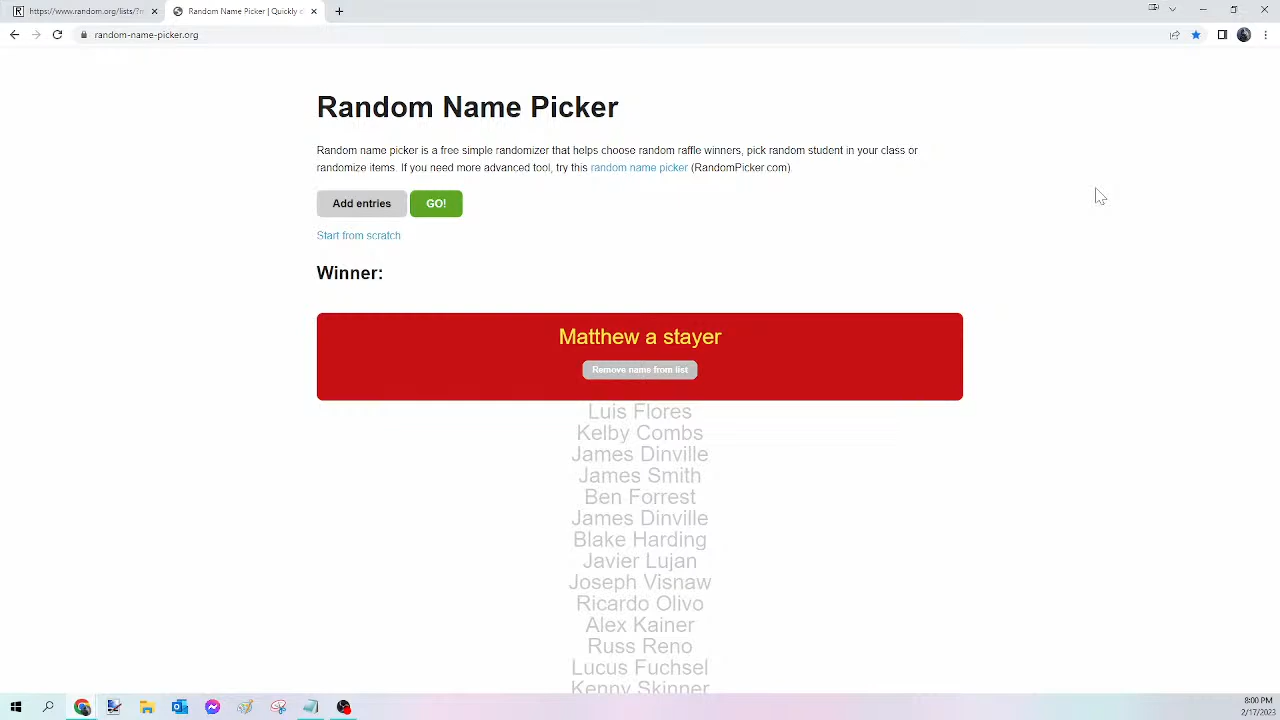 https://www.random.org/lists/?m
Random Name Picker | Quickly c
random-name-picker.org
Random Name Picker
Random name picker is a free simple randomizer that helps choose random raffle winners, pick random student in your class or
randomize items. If you need more advanced tool, try this random name picker (RandomPicker.com).
Add entries GO!
Start from scratch
Winner:
Matthew a stayer
Remove name from list
Luis Flores
Kelby Combs
James Dinville
James Smith
Ben Forrest
James Dinville
Blake Harding
Javier Lujan
Joseph Visnaw
Ricardo Olivo
Alex Kainer
Russ Reno
Lucus Fuchsel
Kenny Skinner
8:00 PM
2/17/2023